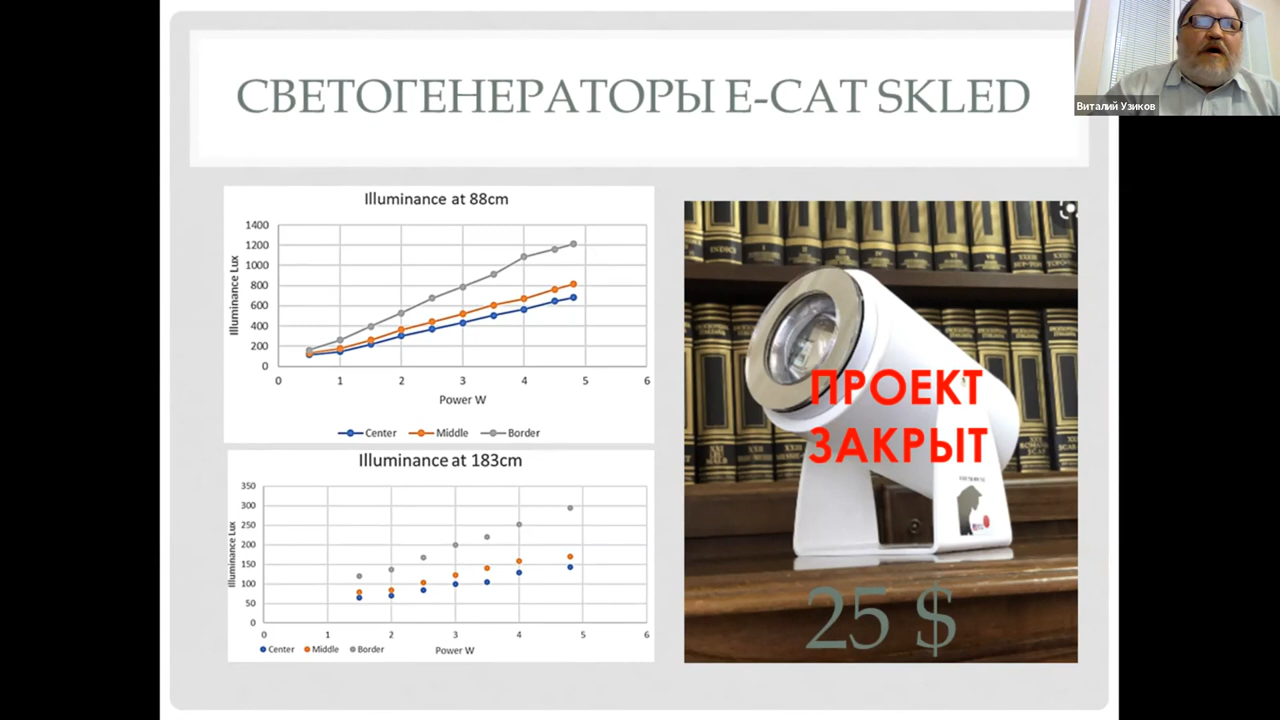 СВЕТОГЕНЕРАТОРЫ E-CAT SKLED
Виталий Узиков
Illuminance at 88cm
Illuminance Lux
1400
1200
1000
800
600
400
200
0
0 1 2 3 4 5 6
Power W
Center Middle Border
Illuminance at 183cm
Illuminance Lux
350
300
250
200
150
100
50
0
0 1 2 3 4 5 6
Center Middle Border
Power W
ПРОЕКТ
ЗАКРЫТ
25 $